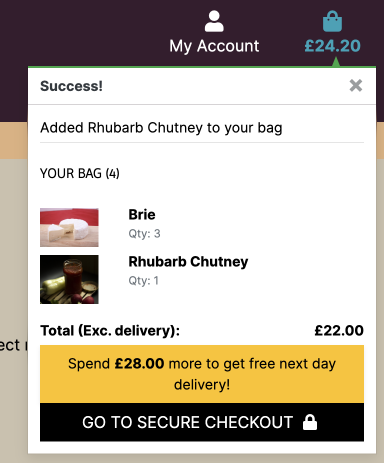 My Account
£24.20
Success!
Added Rhubarb Chutney to your bag
YOUR BAG (4)
Brie
Qty: 3
Rhubarb Chutney
Qty: 1
Total (Exc. delivery): £22.00
Spend £28.00 more to get free next day
delivery!
GO TO SECURE CHECKOUT